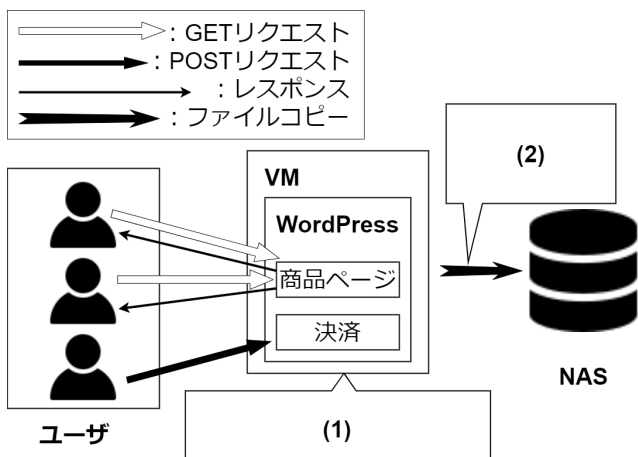 : GETリクエスト
: POSTリクエスト
: レスポンス
: ファイルコピー
(2)
VM
WordPress
商品ページ
決済
NAS
ユーザ
(1)